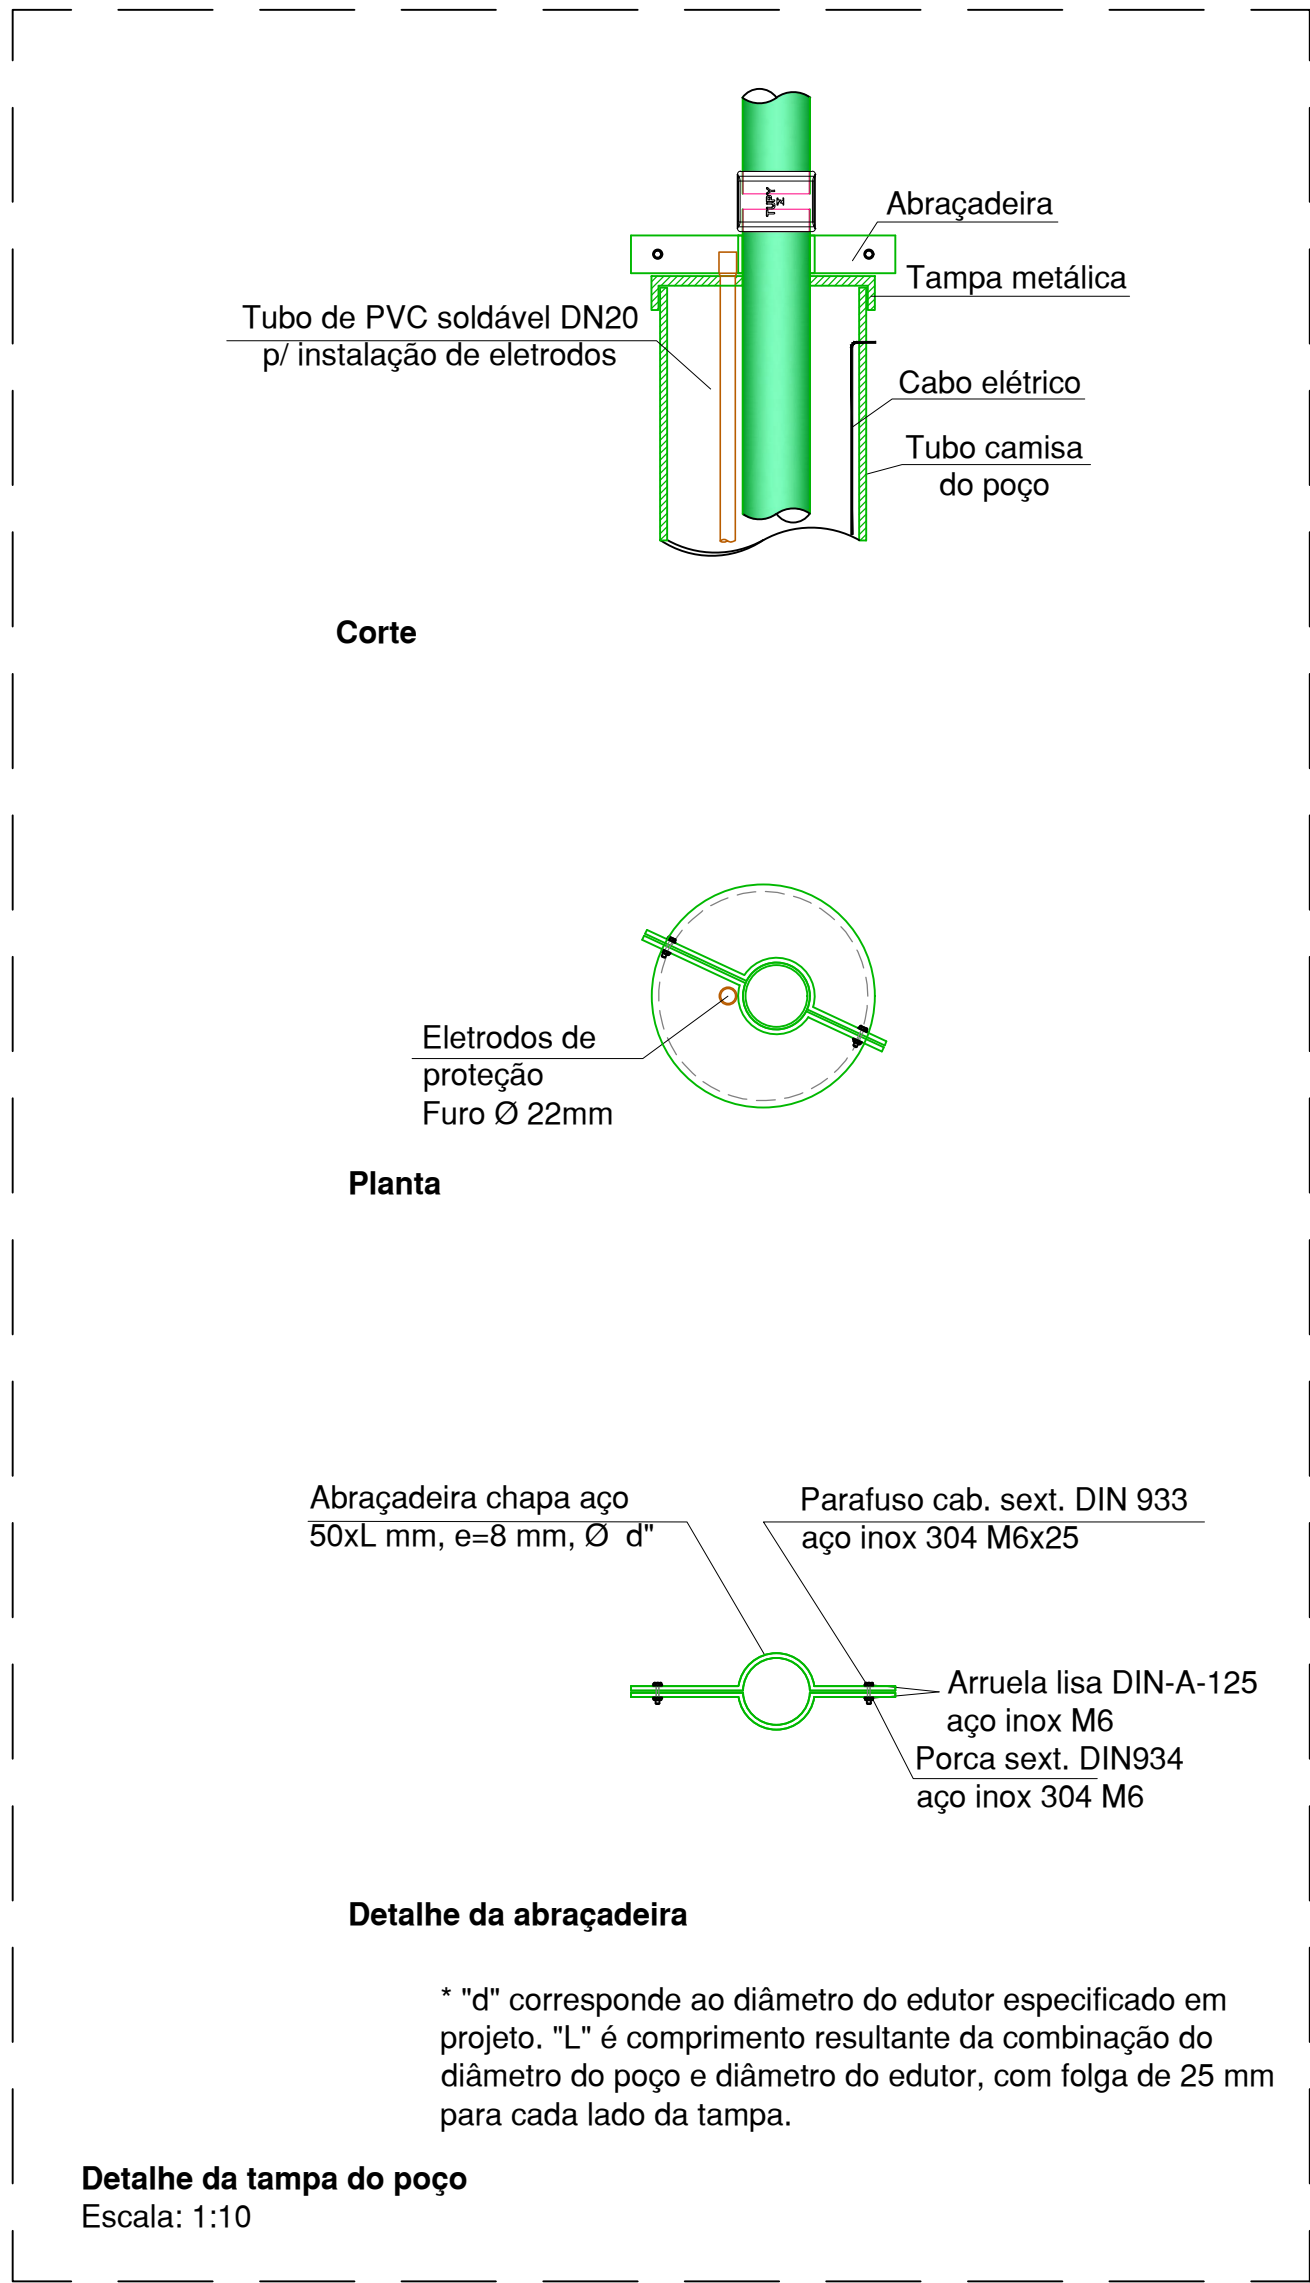 TUPY
Z
Abraçadeira
Tampa metálica
Tubo de PVC soldável DN20
p/ instalação de eletrodos
Cabo elétrico
Tubo camisa
do poço
Corte
Eletrodos de
proteção
Furo Ø 22mm
Planta
Abraçadeira chapa aço
50xL mm, e=8 mm, Ø  d"
Parafuso cab. sext. DIN 933
aço inox 304 M6x25
Arruela lisa DIN-A-125
aço inox M6
Porca sext. DIN934
aço inox 304 M6
Detalhe da abraçadeira
* "d" corresponde ao diâmetro do edutor especificado em
projeto. "L" é comprimento resultante da combinação do
diâmetro do poço e diâmetro do edutor, com folga de 25 mm
para cada lado da tampa.
Detalhe da tampa do poço
Escala: 1:10